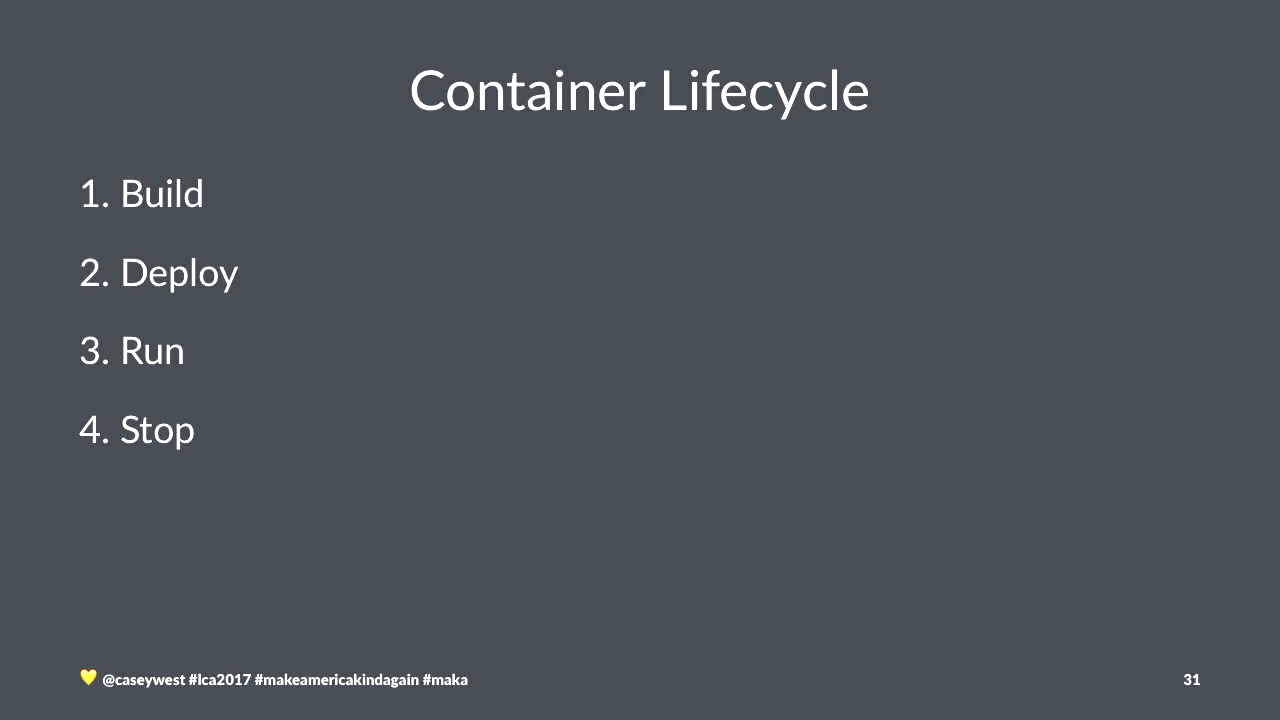 Container Lifecycle
1. Build
2. Deploy
3. Run
4. Stop
💛 @caseywest #lca2017 #makeamericakindagain #maka
31